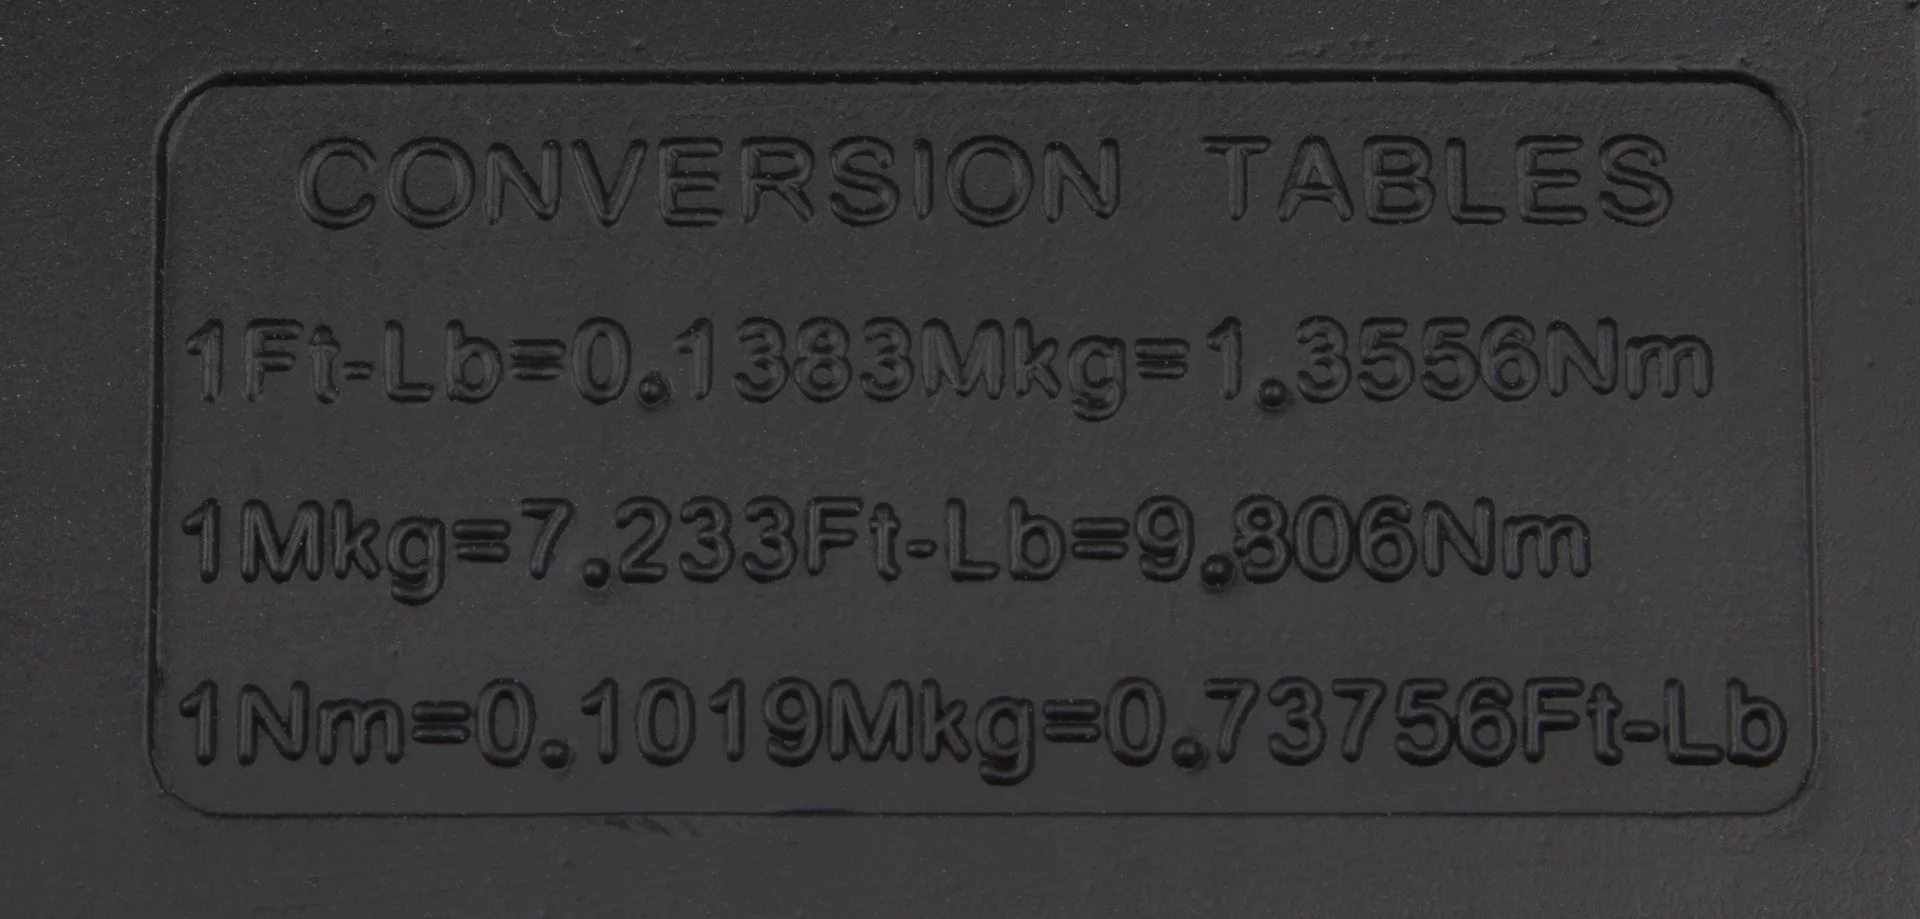 CONVERSION TABLES
1Ft-Lb=0.1383Mkg=1.3556Nm
1Mkg=7.233Ft-Lb=9.806Nm
1Nm=0.1019Mkg=0.73756Ft-Lb